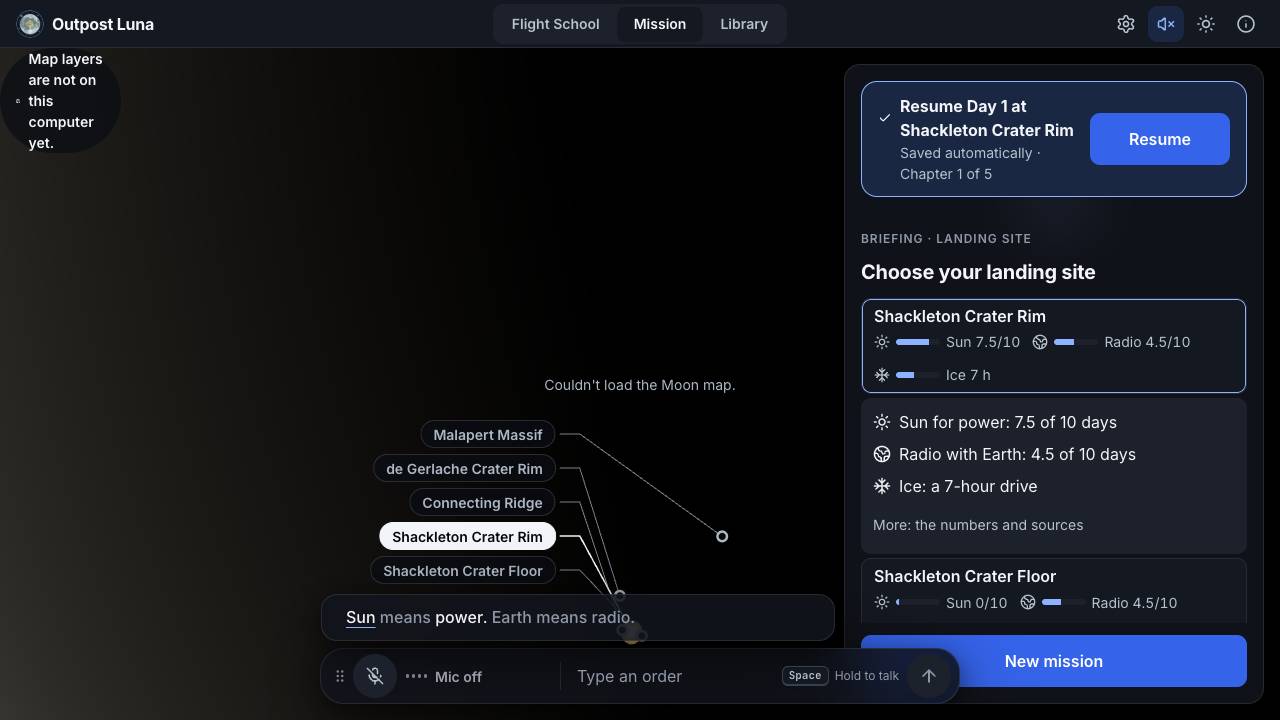 Outpost Luna
Flight School
Mission
Library
Map layers
are not on
this
computer
yet.
Resume Day 1 at
Shackleton Crater Rim
Saved automatically ·
Chapter 1 of 5
Resume
BRIEFING · LANDING SITE
Choose your landing site
Shackleton Crater Rim
Sun 7.5/10
Radio 4.5/10
Ice 7 h
Sun for power: 7.5 of 10 days
Radio with Earth: 4.5 of 10 days
Ice: a 7-hour drive
More: the numbers and sources
Shackleton Crater Floor
Sun 0/10
Radio 4.5/10
New mission
Couldn't load the Moon map.
Malapert Massif
de Gerlache Crater Rim
Connecting Ridge
Shackleton Crater Rim
Shackleton Crater Floor
Sun means power. Earth means radio.
Mic off
Type an order
Space
Hold to talk